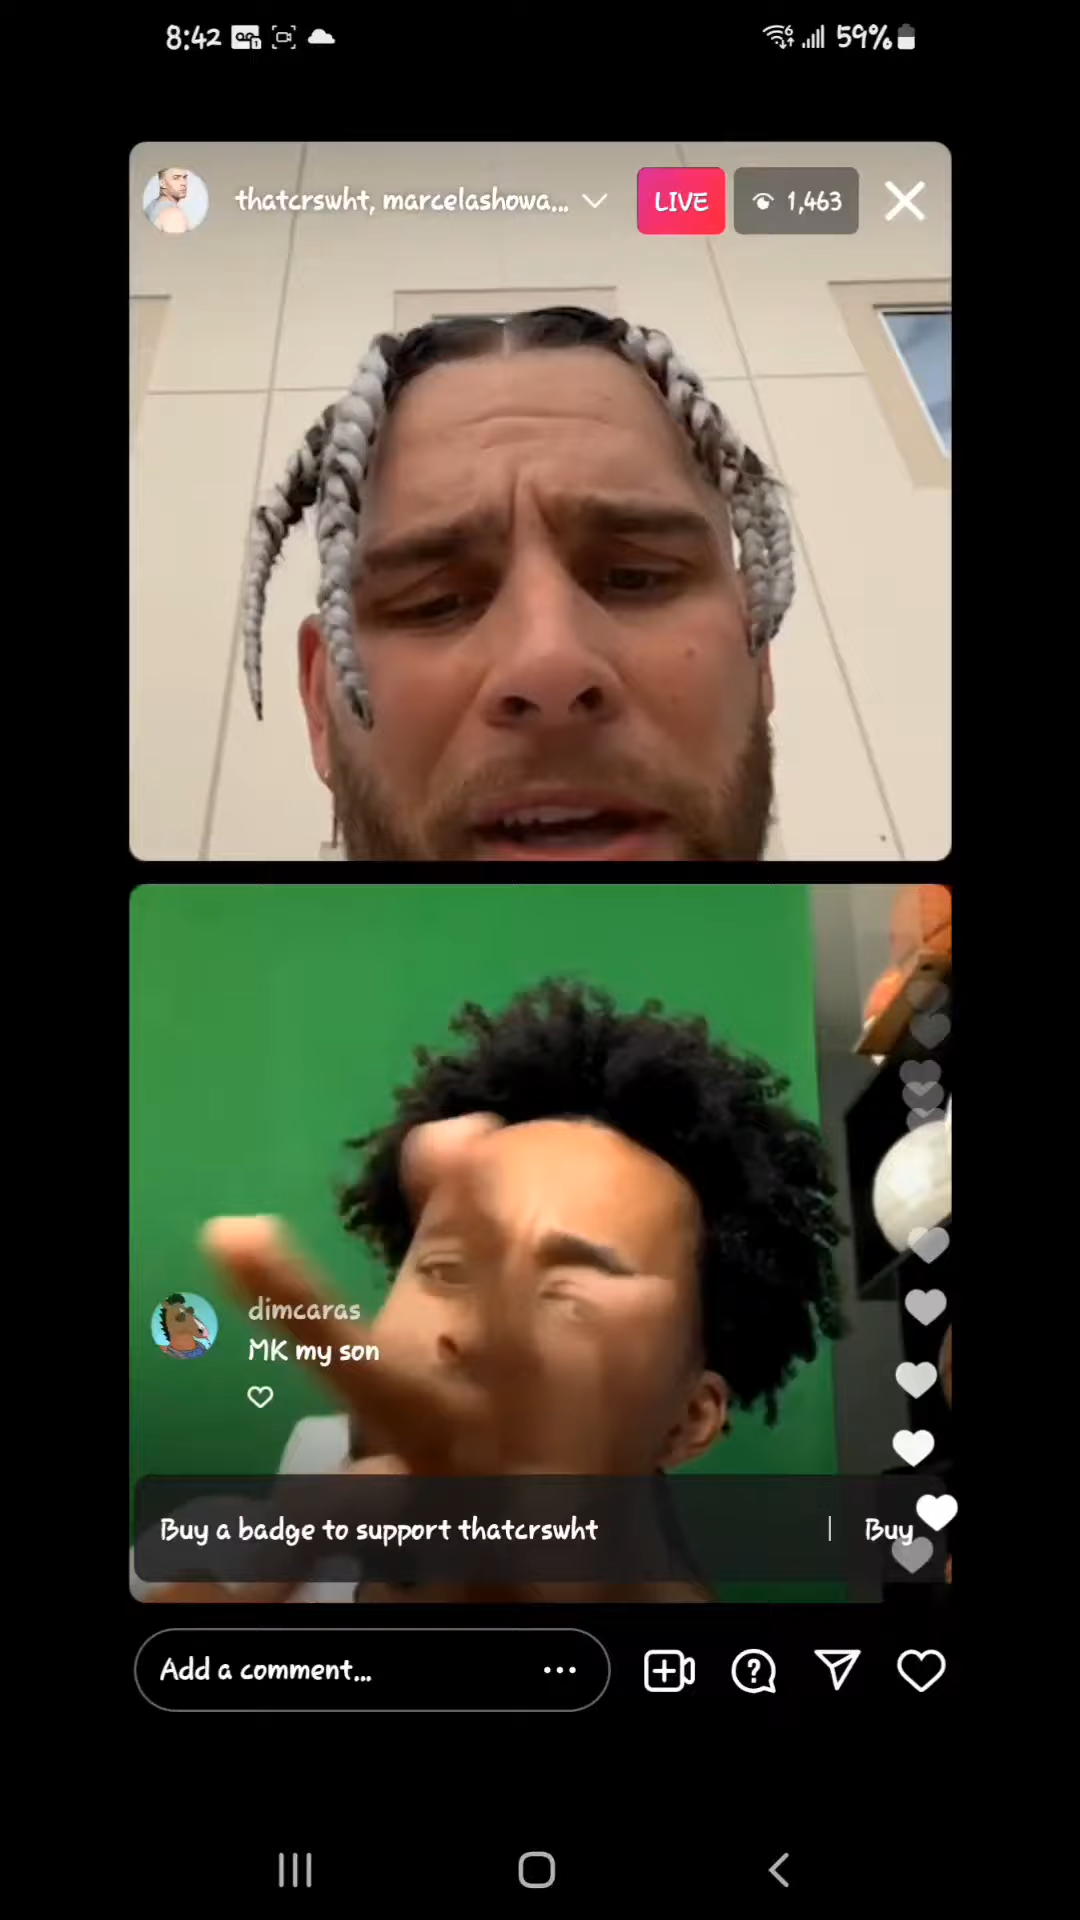 8:42
59%
thatcrswht, marcelashowa...
LIVE
1,463
dimcaras
MK my son
Buy a badge to support thatcrswht | Buy
Add a comment...